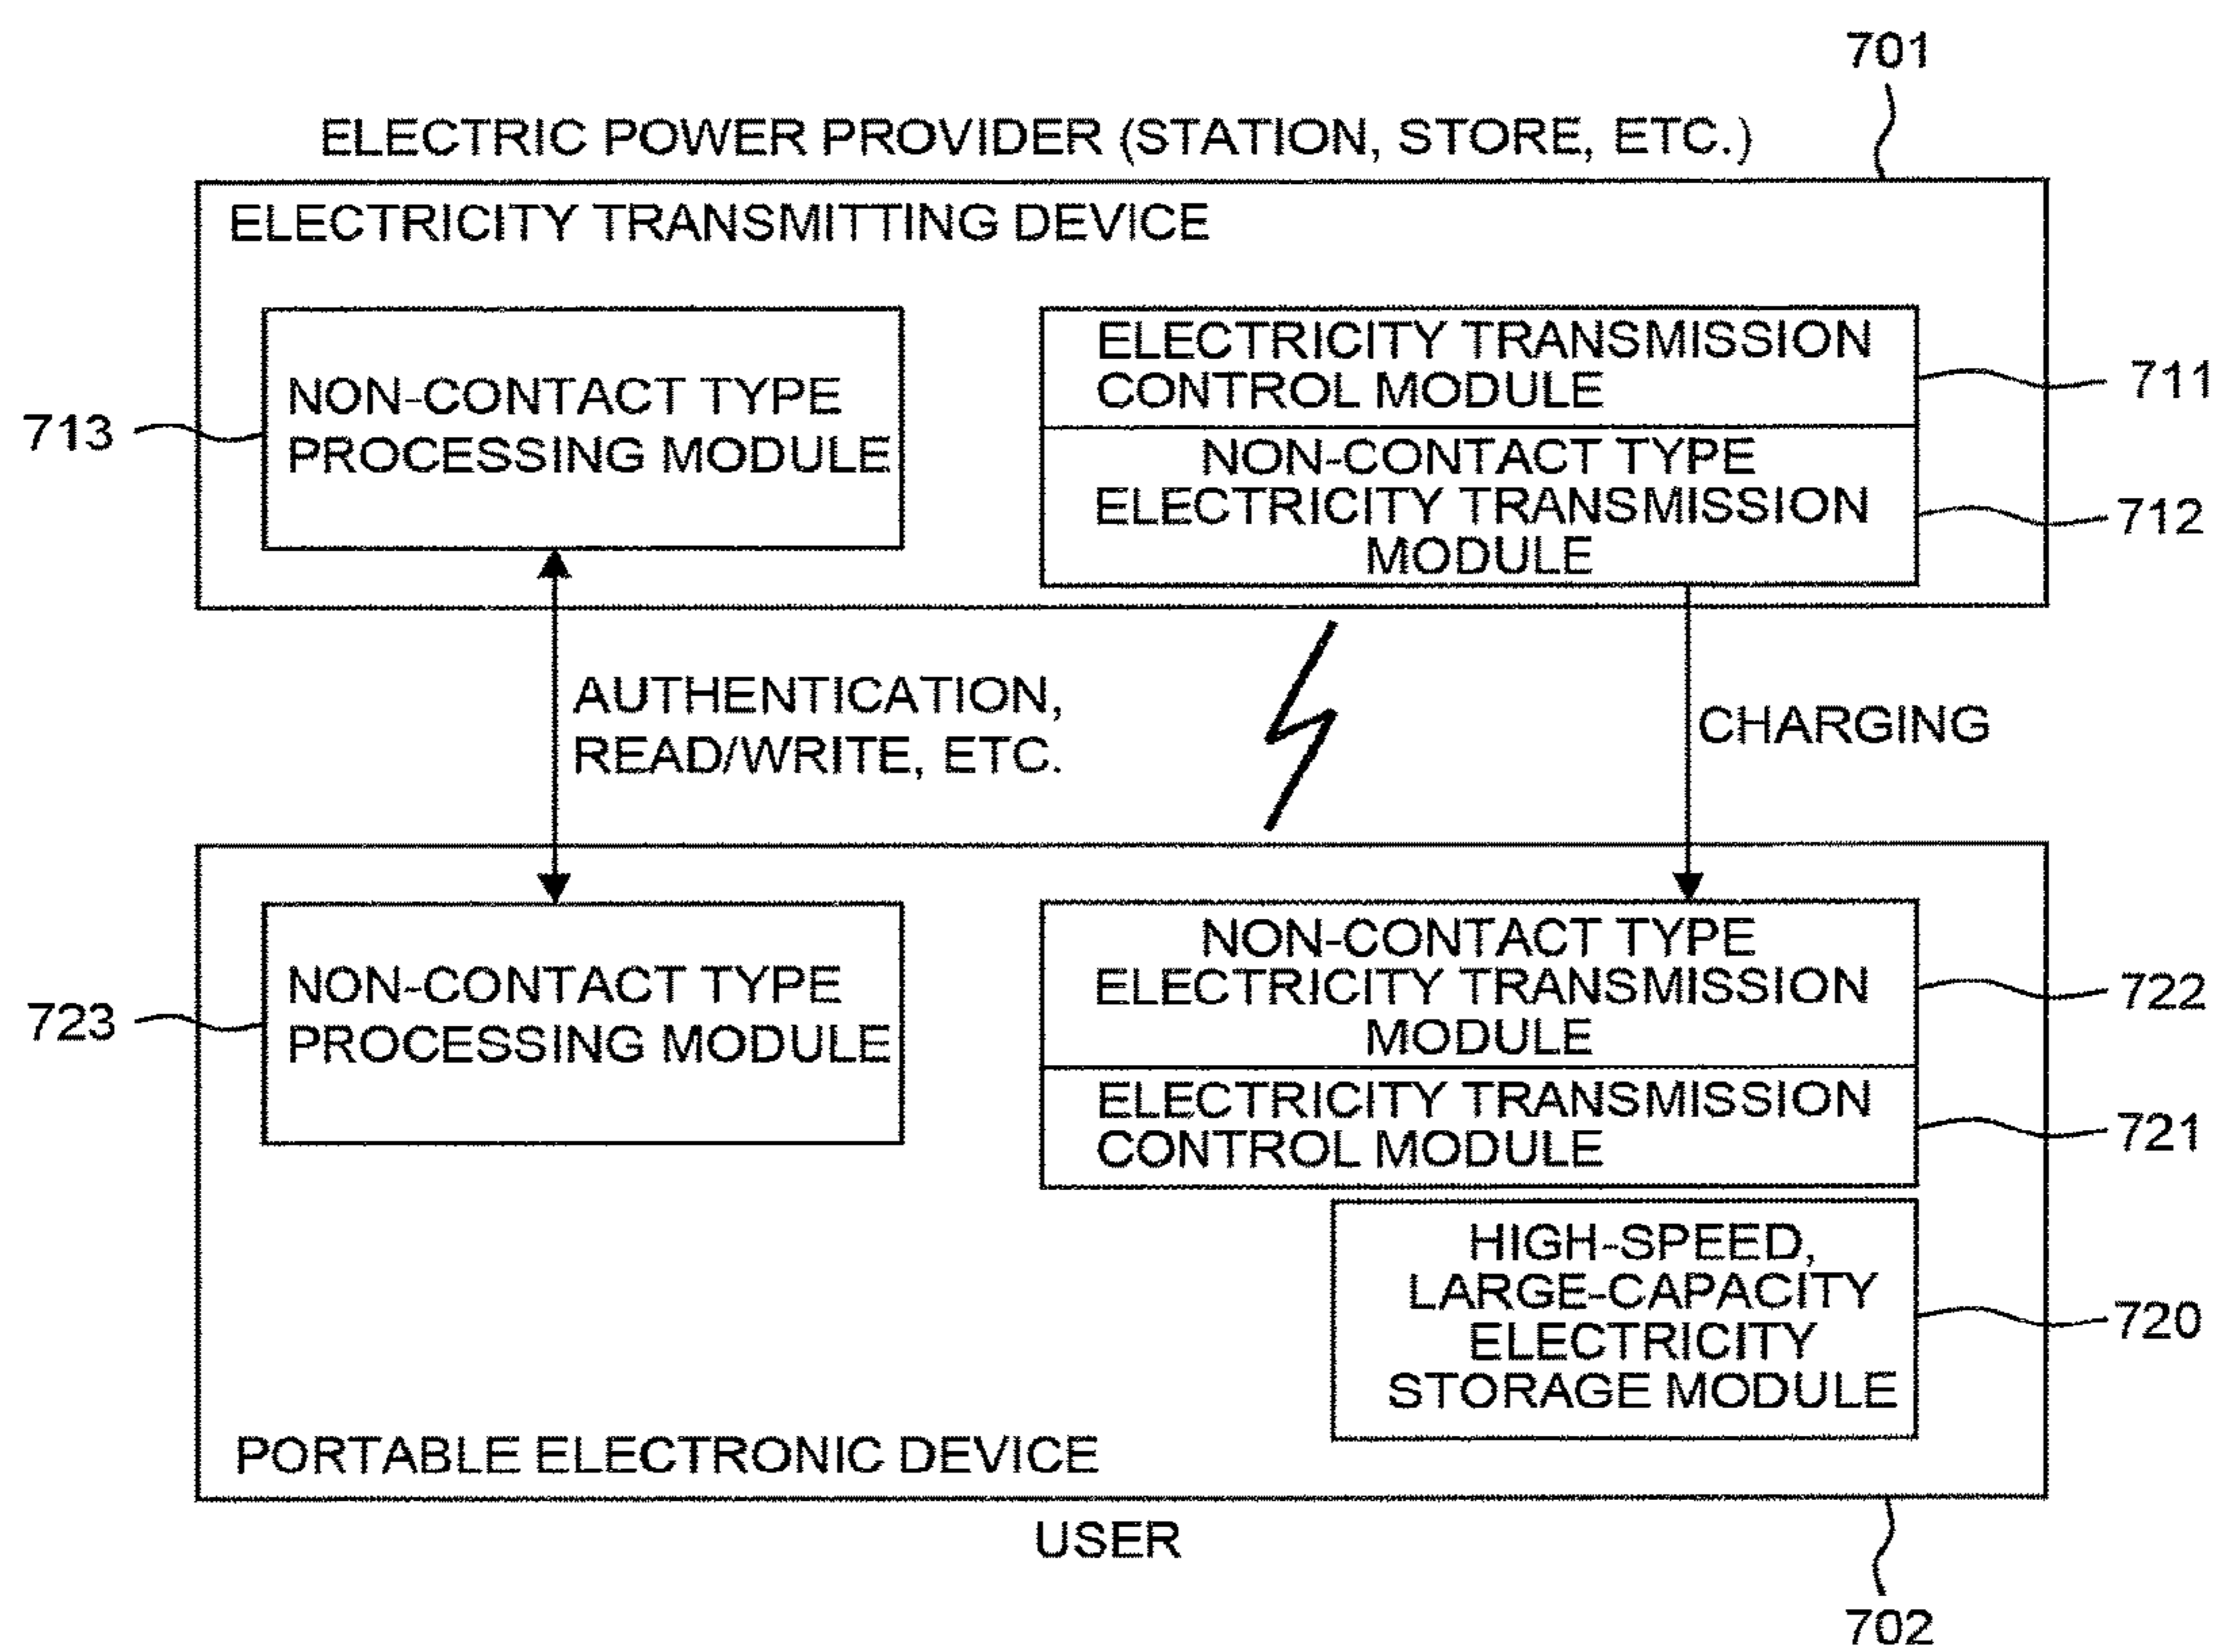 701
ELECTRIC POWER PROVIDER (STATION, STORE, ETC.)
ELECTRICITY TRANSMITTING DEVICE
713
NON-CONTACT TYPE
PROCESSING MODULE
ELECTRICITY TRANSMISSION
CONTROL MODULE
711
NON-CONTACT TYPE
ELECTRICITY TRANSMISSION
MODULE
712
AUTHENTICATION,
READ/WRITE, ETC.
CHARGING
723
NON-CONTACT TYPE
PROCESSING MODULE
NON-CONTACT TYPE
ELECTRICITY TRANSMISSION
MODULE
722
ELECTRICITY TRANSMISSION
CONTROL MODULE
721
HIGH-SPEED,
LARGE-CAPACITY
ELECTRICITY
STORAGE MODULE
720
PORTABLE ELECTRONIC DEVICE
USER
702